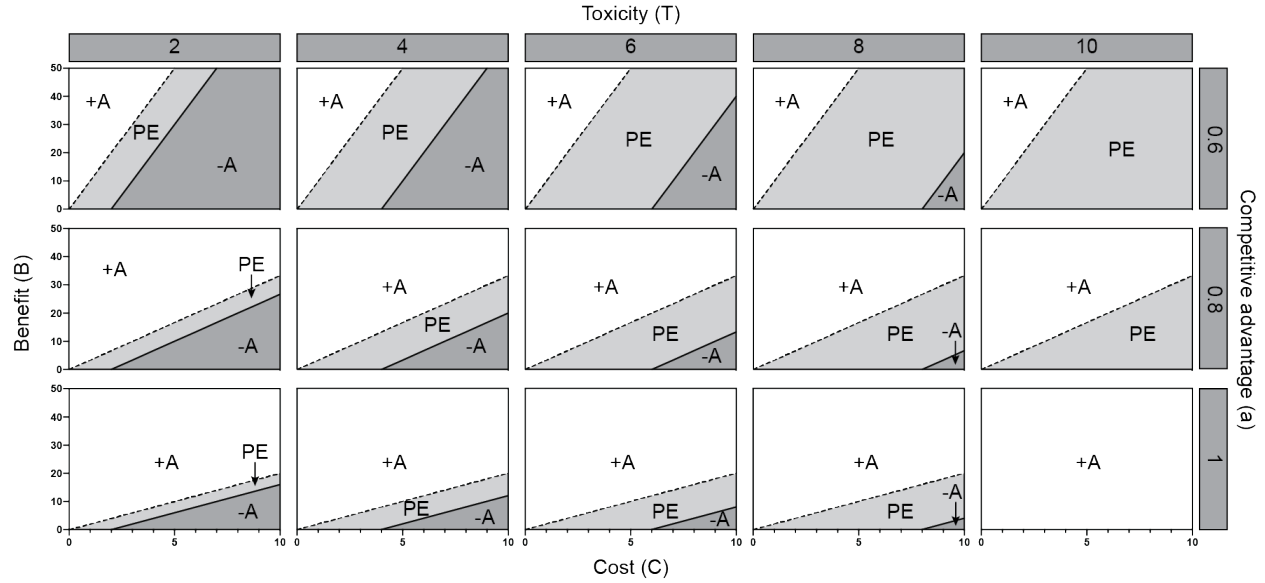 Toxicity (T)
2 4 6 8 10
50
40
30
20
10
0
+A PE -A
+A PE -A
+A PE -A
+A PE -A
+A PE
0.6
50
40
30
20
10
0
+A PE -A
+A PE -A
+A PE -A
+A PE -A
+A PE
0.8
50
40
30
20
10
0
+A PE -A
+A PE -A
+A PE -A
+A PE -A
+A
1
0 5 10
0 5 10
0 5 10
0 5 10
0 5 10
Benefit (B)
Competitive advantage (a)
Cost (C)